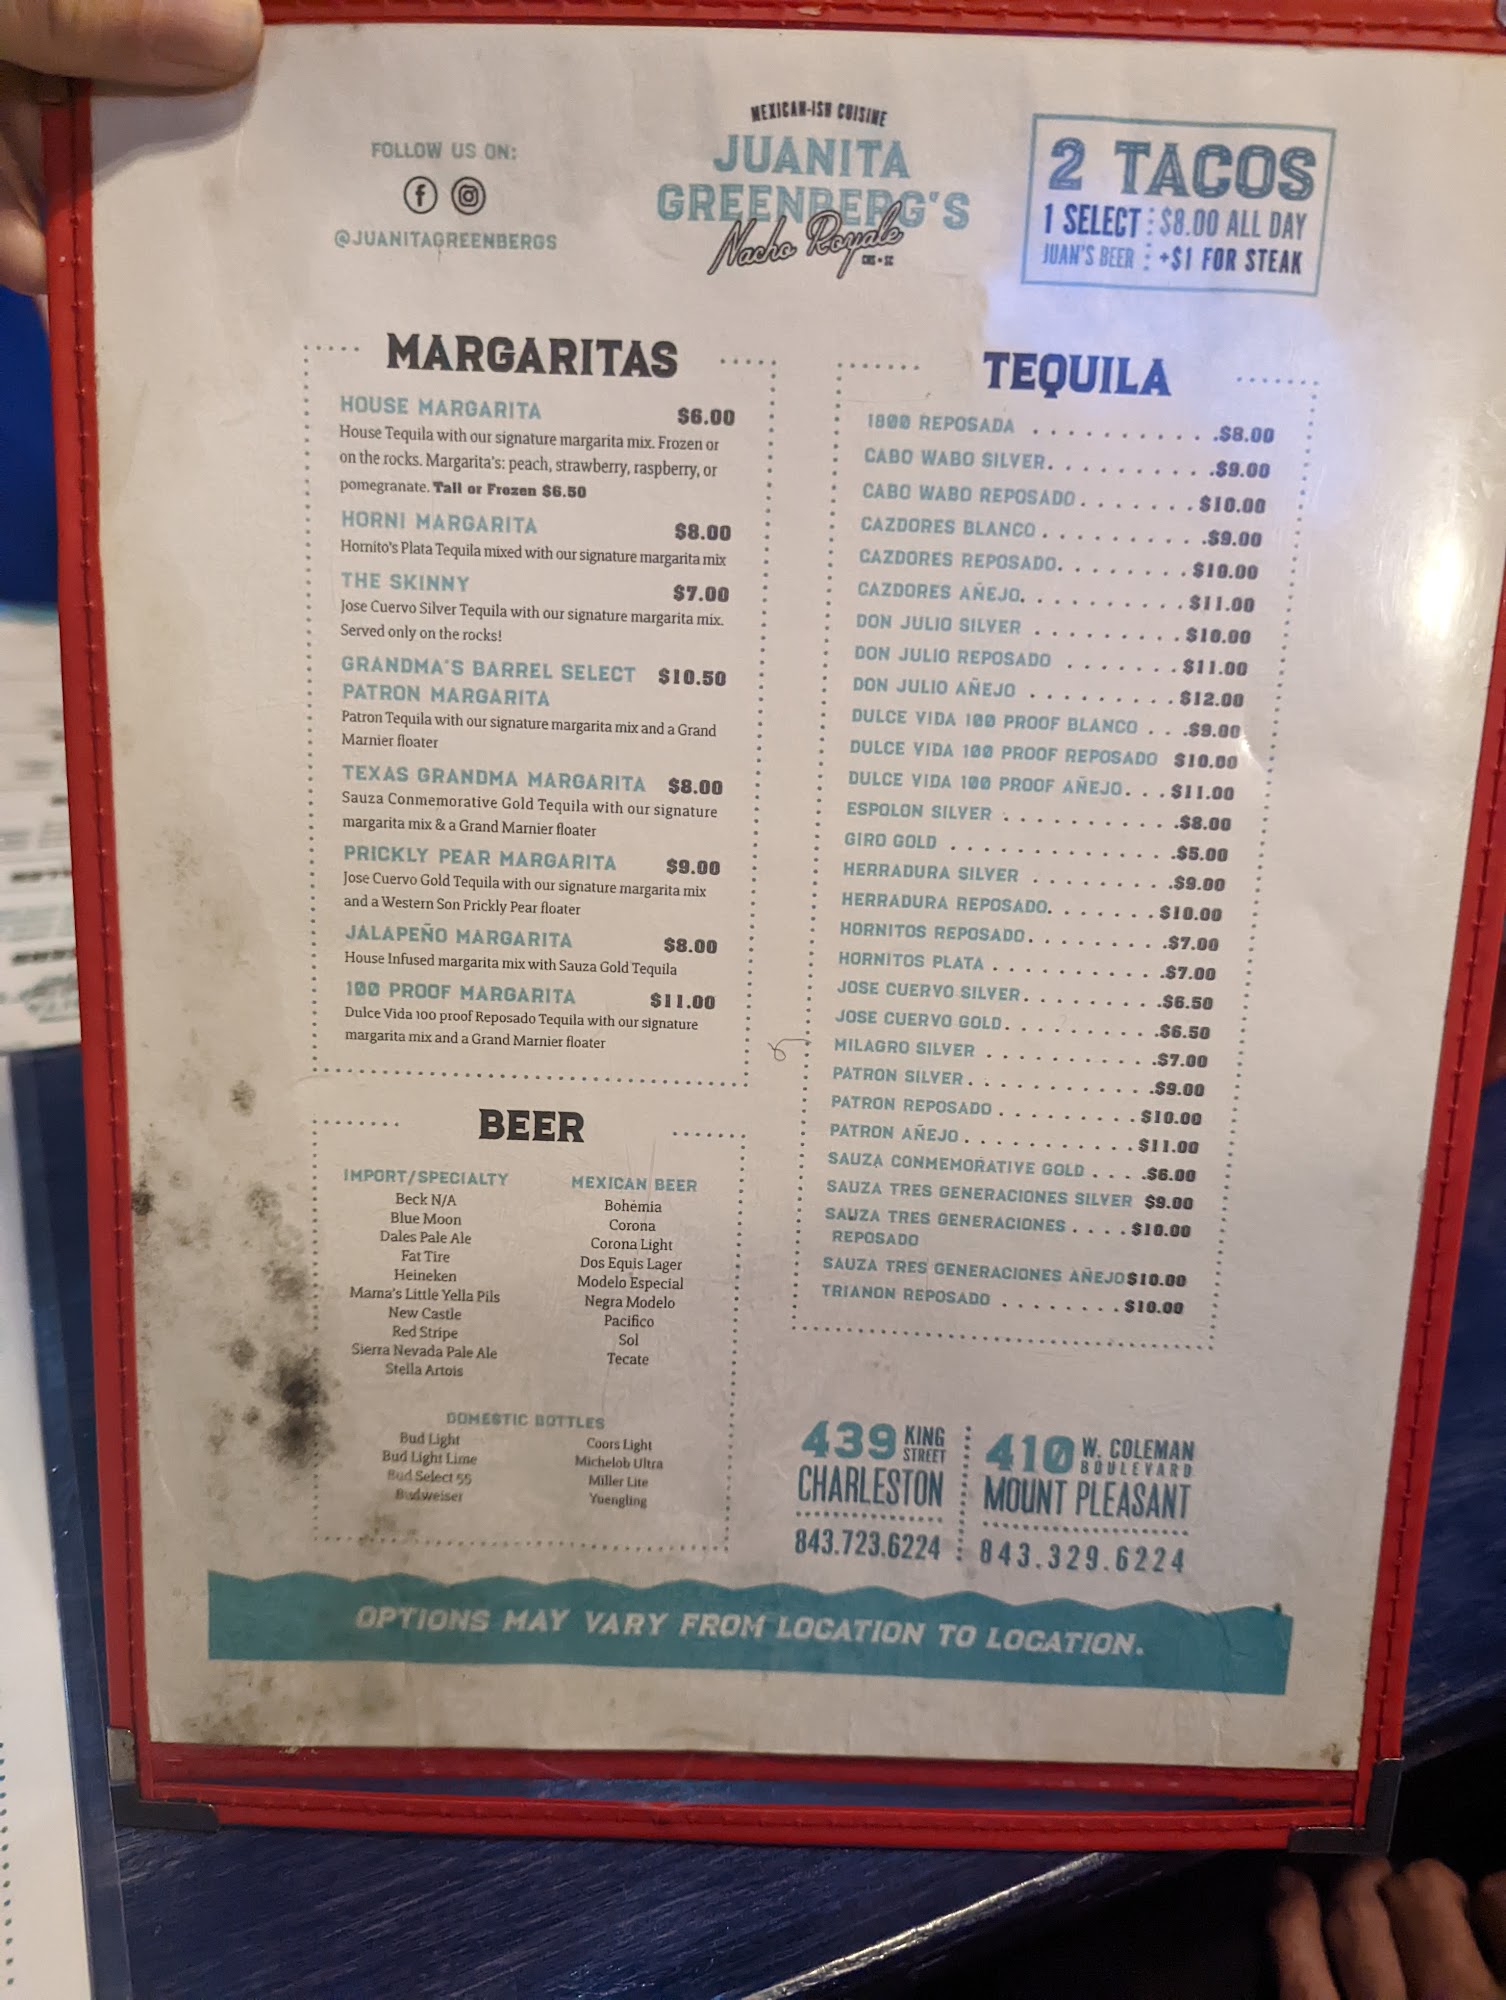 FOLLOW US ON:
@JUANITAGREENBERGS
MEXICAN-ISH CUISINE
JUANITA
GREENBERG'S
Nacho Royale
CHS • SC
2 TACOS
1 SELECT : $8.00 ALL DAY
JUAN'S BEER : +$1 FOR STEAK
MARGARITAS
HOUSE MARGARITA $6.00
House Tequila with our signature margarita mix. Frozen or
on the rocks. Margarita's: peach, strawberry, raspberry, or
pomegranate. Tall or Frozen $6.50
HORNI MARGARITA $8.00
Hornito's Plata Tequila mixed with our signature margarita mix
THE SKINNY $7.00
Jose Cuervo Silver Tequila with our signature margarita mix.
Served only on the rocks!
GRANDMA'S BARREL SELECT $10.50
PATRON MARGARITA
Patron Tequila with our signature margarita mix and a Grand
Marnier floater
TEXAS GRANDMA MARGARITA $8.00
Sauza Conmemorative Gold Tequila with our signature
margarita mix & a Grand Marnier floater
PRICKLY PEAR MARGARITA $9.00
Jose Cuervo Gold Tequila with our signature margarita mix
and a Western Son Prickly Pear floater
JALAPEÑO MARGARITA $8.00
House Infused margarita mix with Sauza Gold Tequila
100 PROOF MARGARITA $11.00
Dulce Vida 100 proof Reposado Tequila with our signature
margarita mix and a Grand Marnier floater
BEER
IMPORT/SPECIALTY
Beck N/A
Blue Moon
Dales Pale Ale
Fat Tire
Heineken
Mama's Little Yella Pils
New Castle
Red Stripe
Sierra Nevada Pale Ale
Stella Artois
MEXICAN BEER
Bohemia
Corona
Corona Light
Dos Equis Lager
Modelo Especial
Negra Modelo
Pacifico
Sol
Tecate
DOMESTIC BOTTLES
Bud Light
Bud Light Lime
Bud Select 55
Budweiser
Coors Light
Michelob Ultra
Miller Lite
Yuengling
TEQUILA
1800 REPOSADA . . . . . . . . . . . .$8.00
CABO WABO SILVER. . . . . . . . . .$9.00
CABO WABO REPOSADO . . . . . . . $10.00
CAZDORES BLANCO . . . . . . . . . .$9.00
CAZDORES REPOSADO. . . . . . . . $10.00
CAZDORES AÑEJO. . . . . . . . . . $11.00
DON JULIO SILVER . . . . . . . . . $10.00
DON JULIO REPOSADO . . . . . . . $11.00
DON JULIO AÑEJO . . . . . . . . . $12.00
DULCE VIDA 100 PROOF BLANCO . . .$9.00
DULCE VIDA 100 PROOF REPOSADO $10.00
DULCE VIDA 100 PROOF AÑEJO. . . $11.00
ESPOLON SILVER . . . . . . . . . . . .$8.00
GIRO GOLD . . . . . . . . . . . . . . .$5.00
HERRADURA SILVER . . . . . . . . . .$9.00
HERRADURA REPOSADO. . . . . . . $10.00
HORNITOS REPOSADO. . . . . . . . .$7.00
HORNITOS PLATA . . . . . . . . . . . .$7.00
JOSE CUERVO SILVER. . . . . . . . . .$6.50
JOSE CUERVO GOLD. . . . . . . . . . .$6.50
MILAGRO SILVER . . . . . . . . . . . .$7.00
PATRON SILVER. . . . . . . . . . . . .$9.00
PATRON REPOSADO . . . . . . . . . $10.00
PATRON AÑEJO. . . . . . . . . . . . $11.00
SAUZA CONMEMORATIVE GOLD . . . .$6.00
SAUZA TRES GENERACIONES SILVER $9.00
SAUZA TRES GENERACIONES . . . . $10.00
REPOSADO
SAUZA TRES GENERACIONES AÑEJO $10.00
TRIANON REPOSADO . . . . . . . . $10.00
439 KING STREET
CHARLESTON
843.723.6224
410 W. COLEMAN BOULEVARD
MOUNT PLEASANT
843.329.6224
OPTIONS MAY VARY FROM LOCATION TO LOCATION.